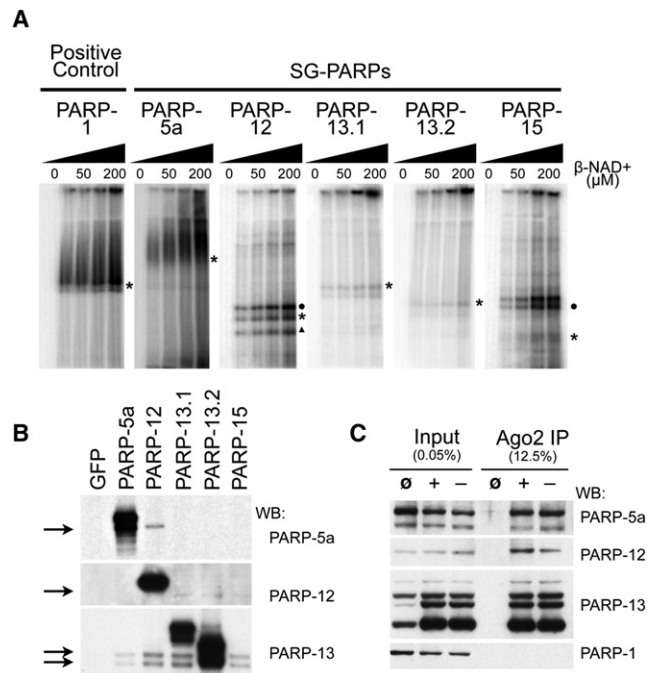 A
Positive
Control
SG-PARPs
PARP-
1
PARP-
5a
PARP-
12
PARP-
13.1
PARP-
13.2
PARP-
15
0 50 200 0 50 200 0 50 200 0 50 200 0 50 200 0 50 200 β-NAD+
(μM)
*
*
●
*
▲
*
*
●
*
B
GFP
PARP-5a
PARP-12
PARP-13.1
PARP-13.2
PARP-15
WB:
PARP-5a
PARP-12
PARP-13
C
Input
(0.05%)
Ago2 IP
(12.5%)
ø + − ø + − WB:
PARP-5a
PARP-12
PARP-13
PARP-1